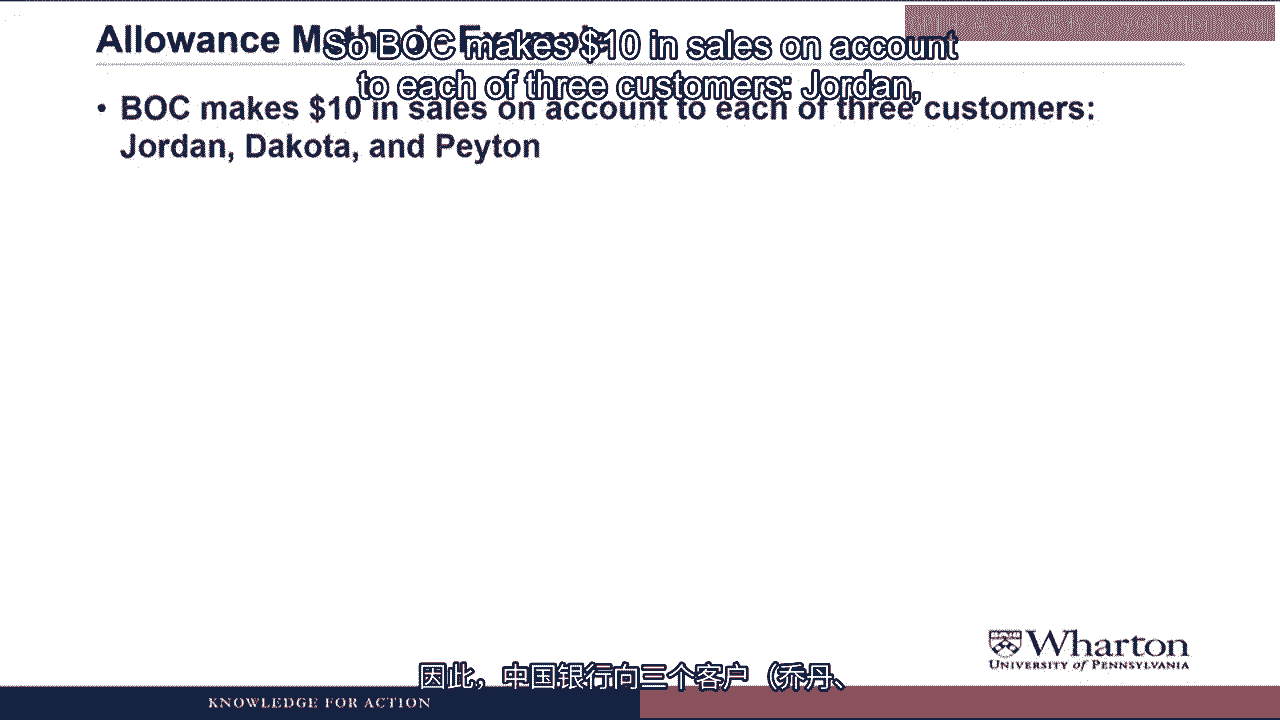 Allowance Method: Example
So BOC makes $10 in sales on account
to each of three customers: Jordan,
• BOC makes $10 in sales on account to each of three customers:
Jordan, Dakota, and Peyton
Wharton
UNIVERSITY of PENNSYLVANIA
因此，中国银行向三个客户（乔丹、
KNOWLEDGE FOR ACTION